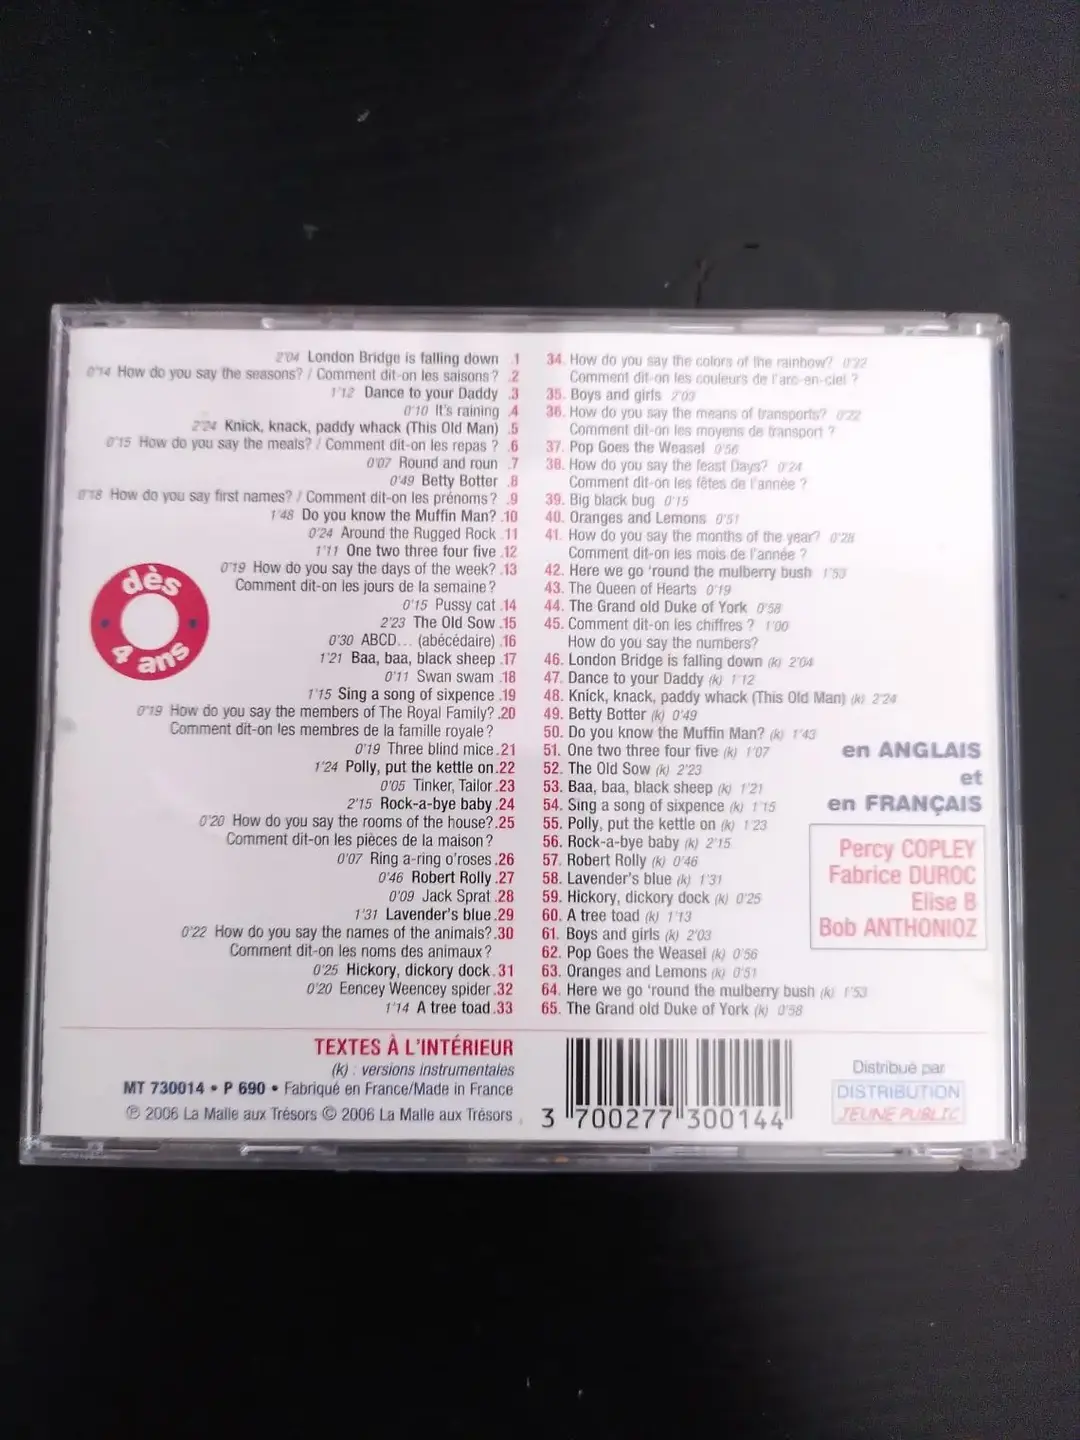 2'04 London Bridge is falling down .1
0'14 How do you say the seasons? / Comment dit-on les saisons ? .2
1'12 Dance to your Daddy .3
0'10 It's raining .4
2'24 Knick, knack, paddy whack (This Old Man) .5
0'15 How do you say the meals? / Comment dit-on les repas ? .6
0'07 Round and roun .7
0'49 Betty Botter .8
0'18 How do you say first names? / Comment dit-on les prénoms ? .9
1'48 Do you know the Muffin Man? .10
0'24 Around the Rugged Rock .11
1'11 One two three four five .12
0'19 How do you say the days of the week? .13
Comment dit-on les jours de la semaine ?
0'15 Pussy cat .14
2'23 The Old Sow .15
0'30 ABCD... (abécédaire) .16
1'21 Baa, baa, black sheep .17
0'11 Swan swam .18
1'15 Sing a song of sixpence .19
0'19 How do you say the members of The Royal Family? .20
Comment dit-on les membres de la famille royale ?
0'19 Three blind mice .21
1'24 Polly, put the kettle on .22
0'05 Tinker, Tailor .23
2'15 Rock-a-bye baby .24
0'20 How do you say the rooms of the house? .25
Comment dit-on les pièces de la maison ?
0'07 Ring a-ring o'roses .26
0'46 Robert Rolly .27
0'09 Jack Sprat .28
1'31 Lavender's blue .29
0'22 How do you say the names of the animals? .30
Comment dit-on les noms des animaux ?
0'25 Hickory, dickory dock .31
0'20 Eencey Weencey spider .32
1'14 A tree toad .33
dès
4 ans
34. How do you say the colors of the rainbow? 0'22
Comment dit-on les couleurs de l'arc-en-ciel ?
35. Boys and girls 2'03
36. How do you say the means of transports? 0'22
Comment dit-on les moyens de transport ?
37. Pop Goes the Weasel 0'56
38. How do you say the feast Days? 0'24
Comment dit-on les fêtes de l'année ?
39. Big black bug 0'15
40. Oranges and Lemons 0'51
41. How do you say the months of the year? 0'28
Comment dit-on les mois de l'année ?
42. Here we go 'round the mulberry bush 1'53
43. The Queen of Hearts 0'19
44. The Grand old Duke of York 0'58
45. Comment dit-on les chiffres ? 1'00
How do you say the numbers?
46. London Bridge is falling down (k) 2'04
47. Dance to your Daddy (k) 1'12
48. Knick, knack, paddy whack (This Old Man) (k) 2'24
49. Betty Botter (k) 0'49
50. Do you know the Muffin Man? (k) 1'43
51. One two three four five (k) 1'07
52. The Old Sow (k) 2'23
53. Baa, baa, black sheep (k) 1'21
54. Sing a song of sixpence (k) 1'15
55. Polly, put the kettle on (k) 1'23
56. Rock-a-bye baby (k) 2'15
57. Robert Rolly (k) 0'46
58. Lavender's blue (k) 1'31
59. Hickory, dickory dock (k) 0'25
60. A tree toad (k) 1'13
61. Boys and girls (k) 2'03
62. Pop Goes the Weasel (k) 0'56
63. Oranges and Lemons (k) 0'51
64. Here we go 'round the mulberry bush (k) 1'53
65. The Grand old Duke of York (k) 0'58
en ANGLAIS
et
en FRANÇAIS
Percy COPLEY
Fabrice DUROC
Elise B
Bob ANTHONIOZ
TEXTES À L'INTÉRIEUR
(k) : versions instrumentales
MT 730014 • P 690 • Fabriqué en France/Made in France
℗ 2006 La Malle aux Trésors © 2006 La Malle aux Trésors
3 700277 300144
Distribué par
DISTRIBUTION
JEUNE PUBLIC